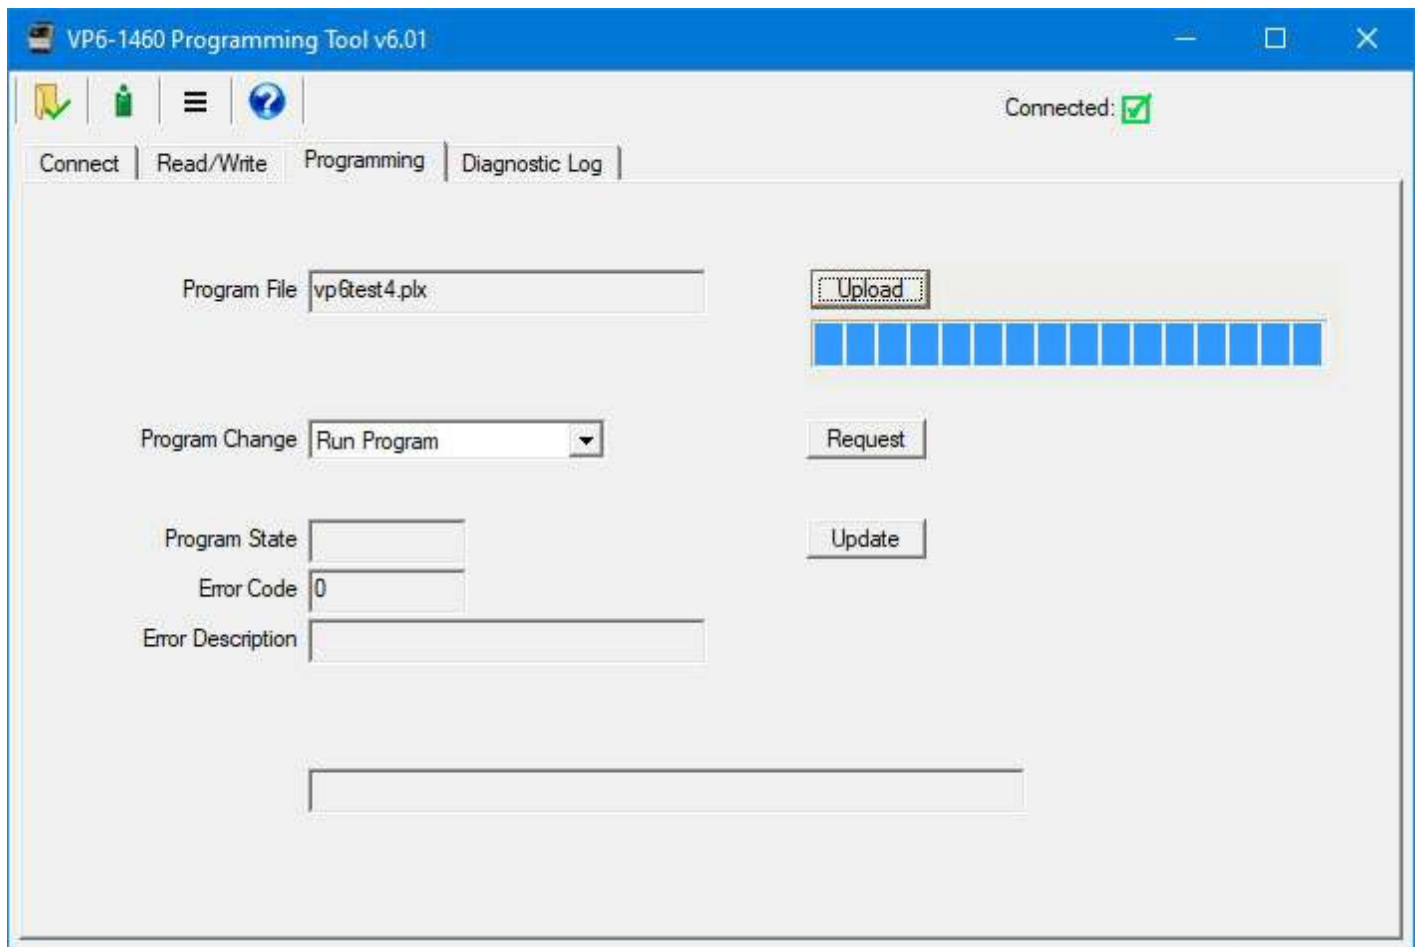 VP6-1460 Programming Tool v6.01
Connected:
Connect Read/Write Programming Diagnostic Log
Program File vp6test4.plx Upload
Program Change Run Program Request
Program State Update
Error Code 0
Error Description